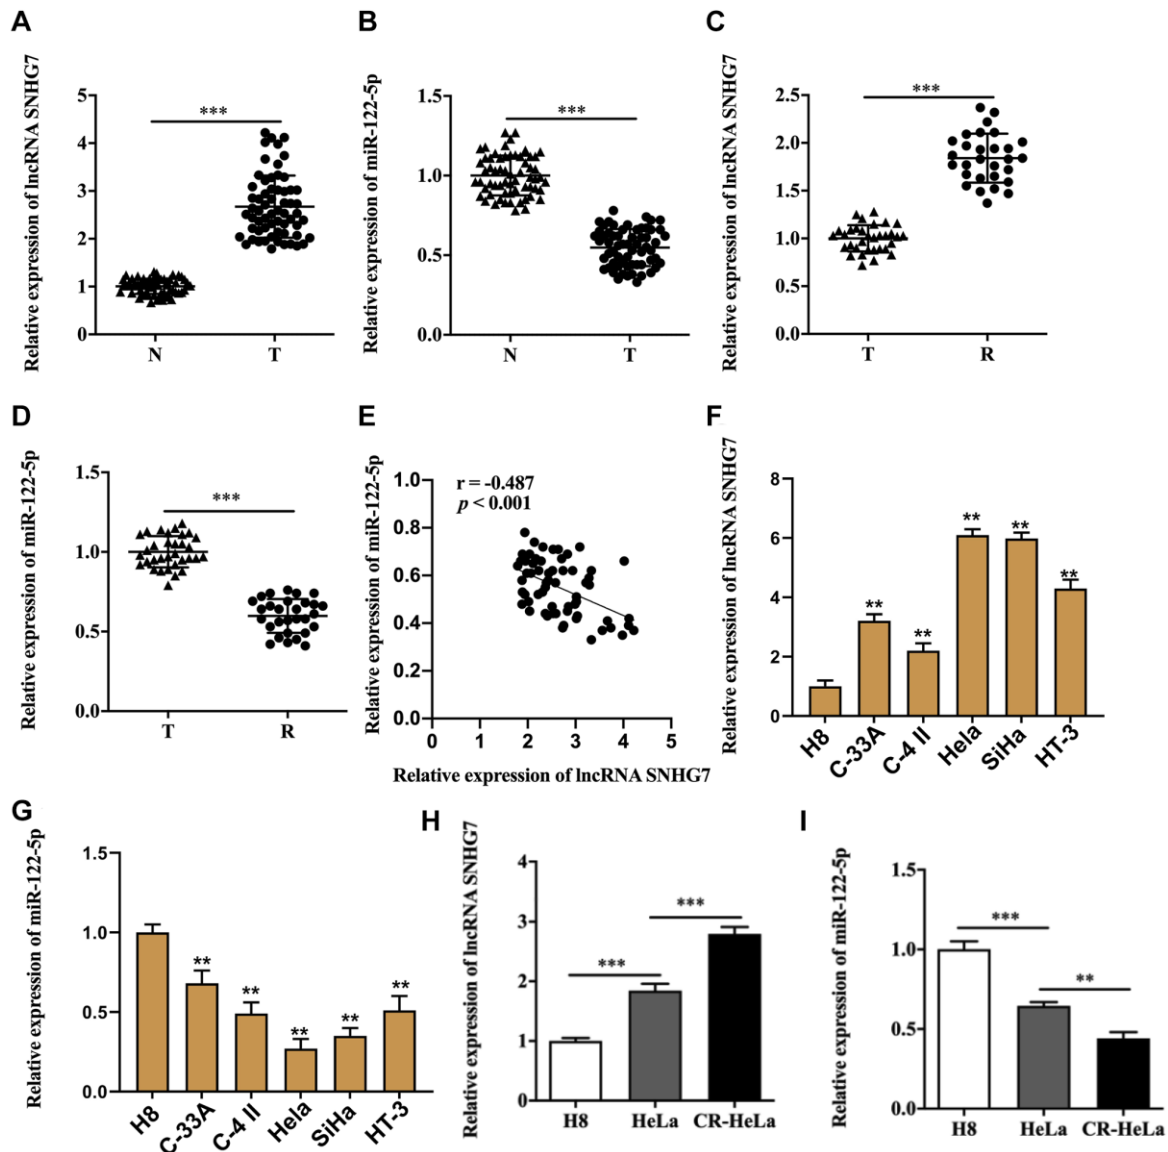 A
Relative expression of lncRNA SNHG7
5
4
3
2
1
0
***
N
T
B
Relative expression of miR-122-5p
1.5
1.0
0.5
0.0
***
N
T
C
Relative expression of lncRNA SNHG7
2.5
2.0
1.5
1.0
0.5
0.0
***
T
R
D
Relative expression of miR-122-5p
1.5
1.0
0.5
0.0
***
T
R
E
Relative expression of miR-122-5p
1.0
0.8
0.6
0.4
0.2
0.0
r = -0.487
p < 0.001
0 1 2 3 4 5
Relative expression of lncRNA SNHG7
F
Relative expression of lncRNA SNHG7
8
6
4
2
0
**
**
**
**
**
H8
C-33A
C-4 II
Hela
SiHa
HT-3
G
Relative expression of miR-122-5p
1.5
1.0
0.5
0.0
**
**
**
**
**
H8
C-33A
C-4 II
Hela
SiHa
HT-3
H
Relative expression of lncRNA SNHG7
4
3
2
1
0
***
***
H8
HeLa
CR-HeLa
I
Relative expression of miR-122-5p
1.5
1.0
0.5
0.0
***
**
H8
HeLa
CR-HeLa